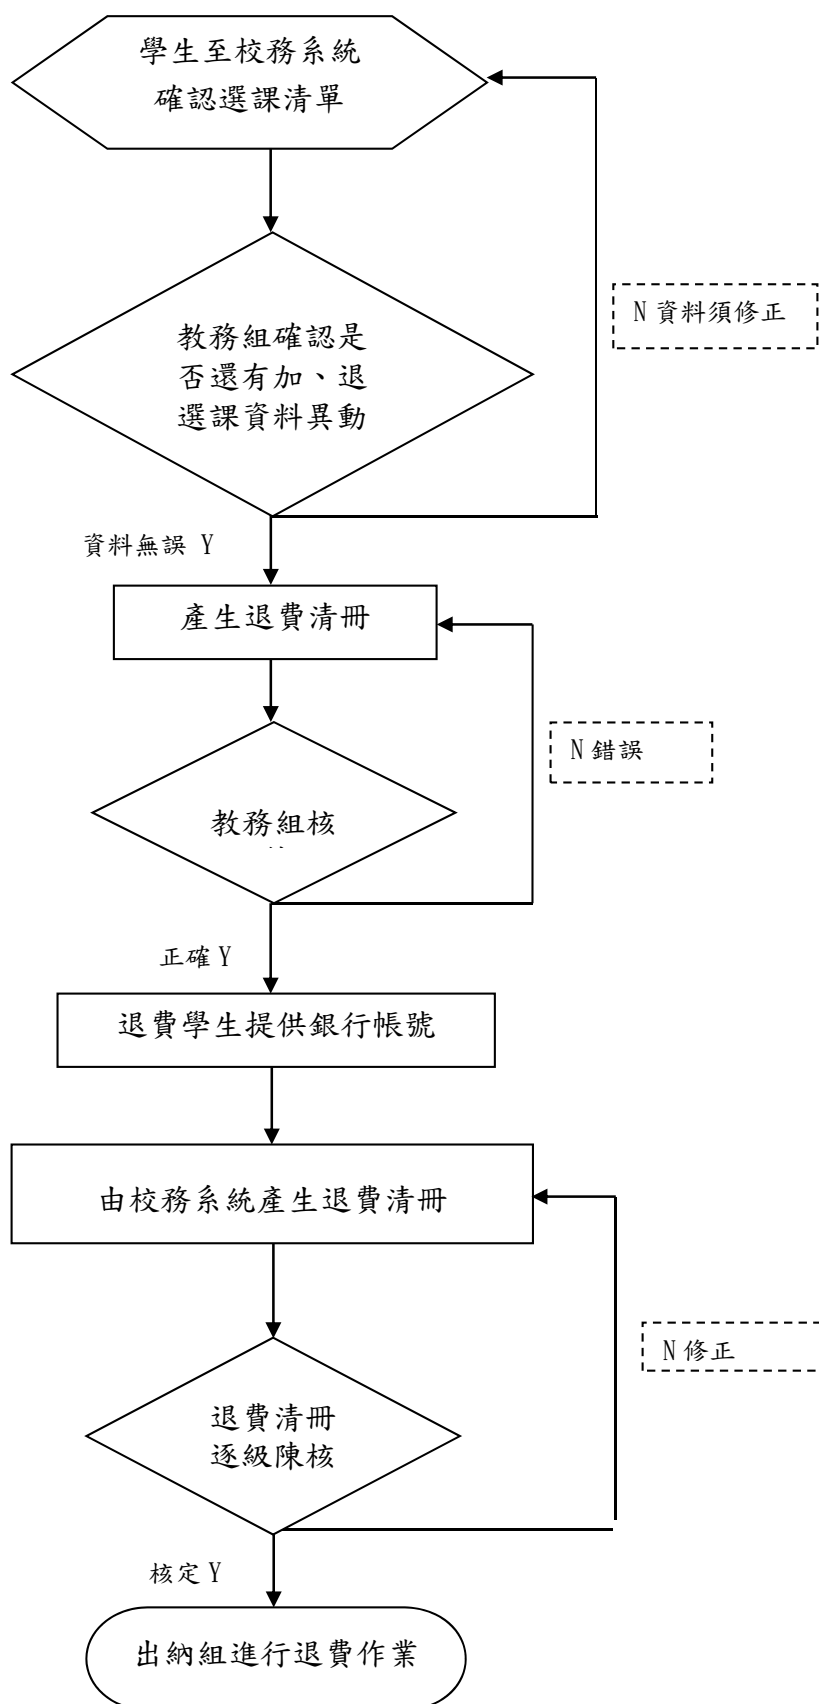 學生至校務系統
確認選課清單
N 資料須修正
教務組確認是
否還有加、退
選課資料異動
資料無誤 Y
產生退費清冊
N 錯誤
教務組核
正確 Y
退費學生提供銀行帳號
由校務系統產生退費清冊
N 修正
退費清冊
逐級陳核
核定 Y
出納組進行退費作業